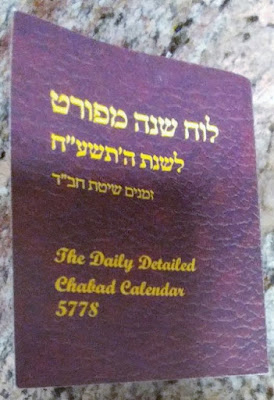 לוח שנה מפורט
לשנת ה'תשע"ח
זמנים שיטת חב"ד
The Daily Detailed
Chabad Calendar
5778